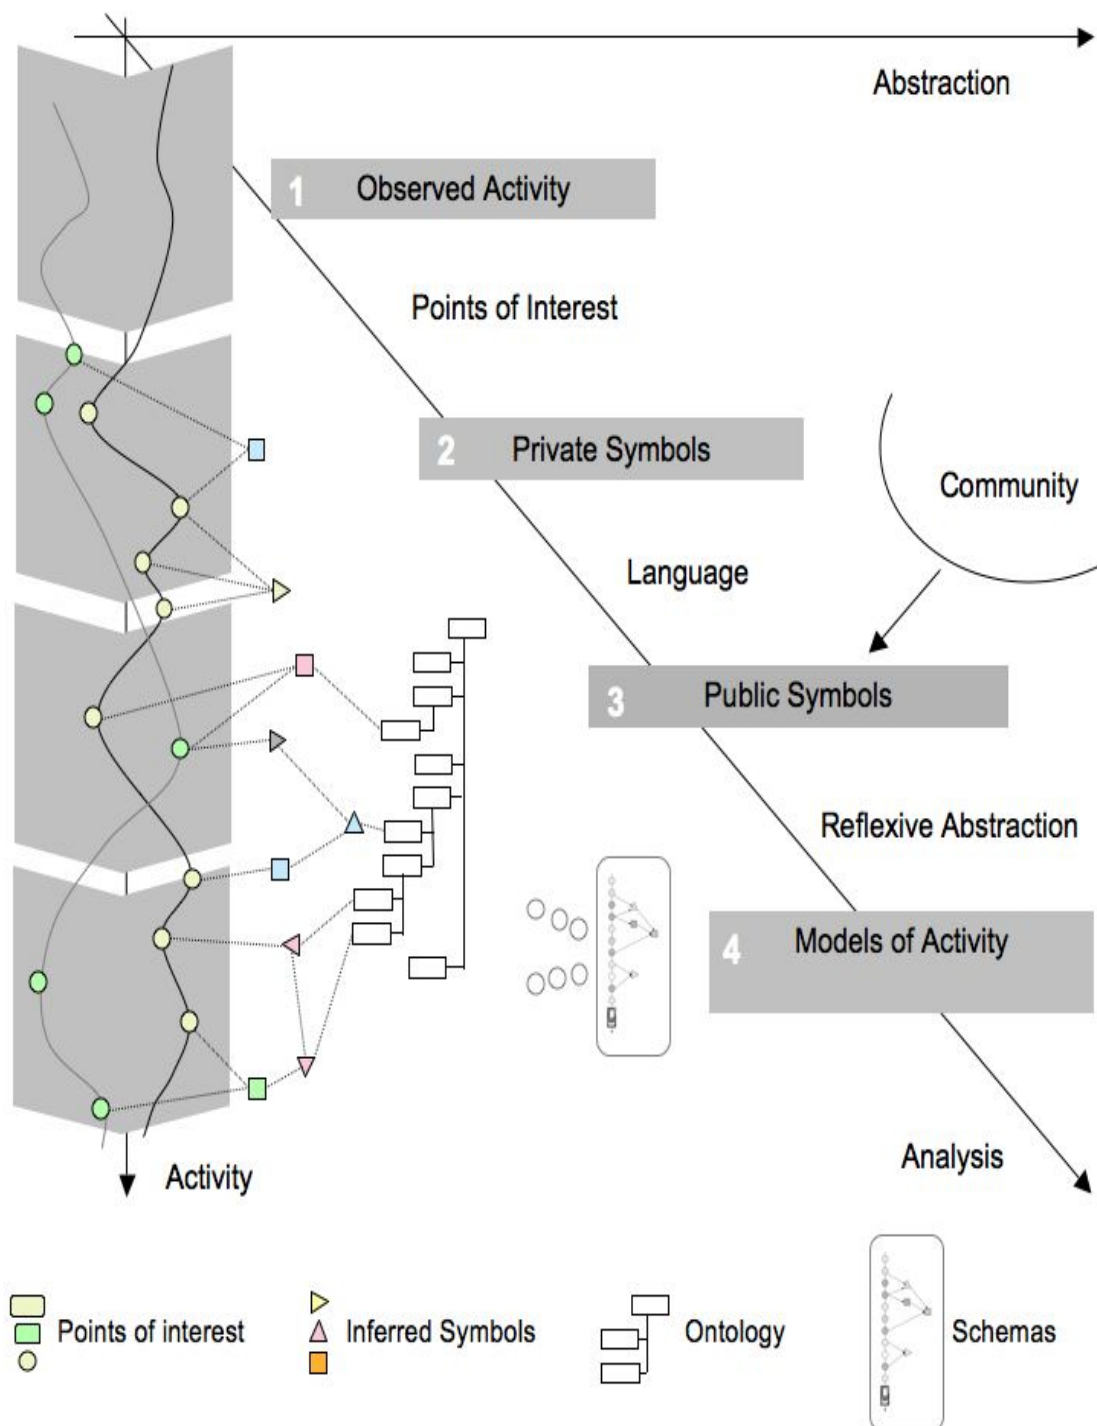 Abstraction
1 Observed Activity
Points of Interest
2 Private Symbols
Community
Language
3 Public Symbols
Reflexive Abstraction
4 Models of Activity
Analysis
Activity
Points of interest
Inferred Symbols
Ontology
Schemas